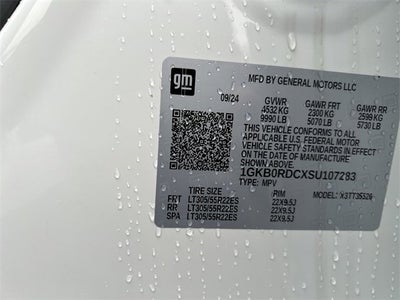 gm
MFD BY GENERAL MOTORS LLC
09/24 GVWR GAWR FRT GAWR RR
4532 KG 2300 KG 2599 KG
9990 LB 5070 LB 5730 LB
THIS VEHICLE CONFORMS TO ALL
APPLICABLE U.S. FEDERAL MOTOR
VEHICLE SAFETY STANDARDS IN
EFFECT ON THE DATE OF MANUFACTURE
SHOWN ABOVE.
1GKB0RDCXSU107283
TYPE: MPV MODEL:
TIRE SIZE RIM
FRT LT305/55R22ES 22X9.5J
RR LT305/55R22ES 22X9.5J
SPA LT305/55R22ES 22X9.5J